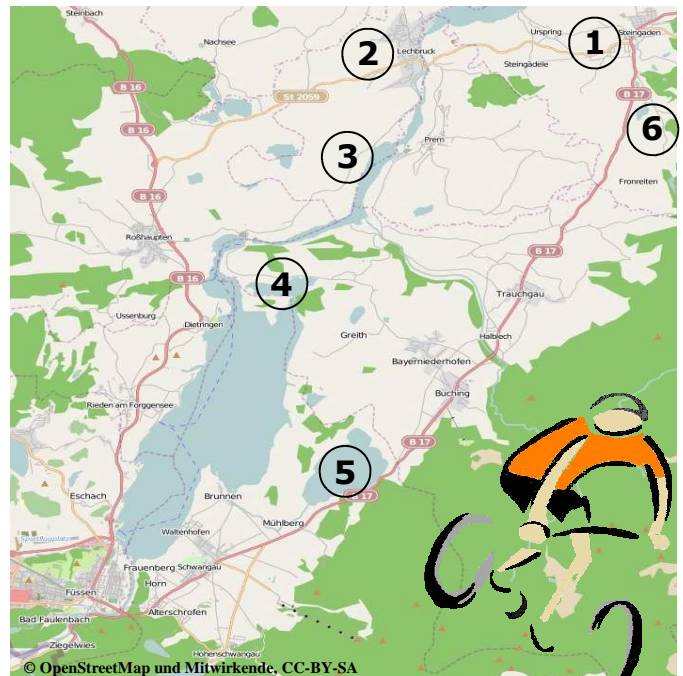 Steinbach
Nachsee
Urspring
Steingaden
1
2
Lechbruck
Steingädele
B 16
St 2059
B 17
B 16
6
3
Prem
Fronreiten
B 16
Roßhaupten
B 17
B 16
4
Trauchgau
Ussenburg
Dietringen
Greith
Halblech
Bayerniederhofen
Buching
Rieden am Forggensee
B 17
5
Eschach
Brunnen
Mühlberg
Waltenhofen
Frauenberg
Schwangau
Horn
Füssen
Bad Faulenbach
Alterschrofen
Ziegelwies
Hohenschwangau
© OpenStreetMap und Mitwirkende, CC-BY-SA